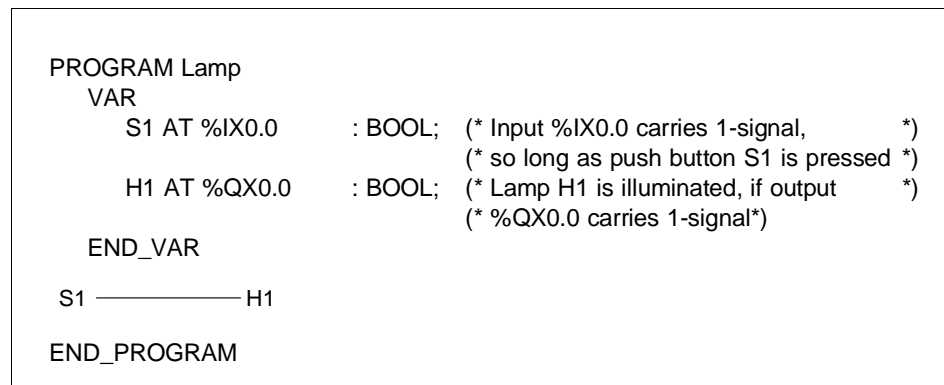 PROGRAM Lamp
VAR
S1 AT %IX0.0 : BOOL; (* Input %IX0.0 carries 1-signal, *)
(* so long as push button S1 is pressed *)
H1 AT %QX0.0 : BOOL; (* Lamp H1 is illuminated, if output *)
(* %QX0.0 carries 1-signal*)
END_VAR
S1 H1
END_PROGRAM